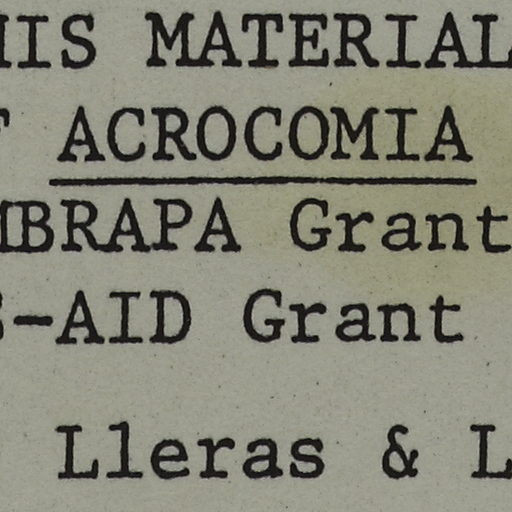 HIS MATERIAL
ACROCOMIA
MBRAPA Grant
S-AID Grant
Lleras & L